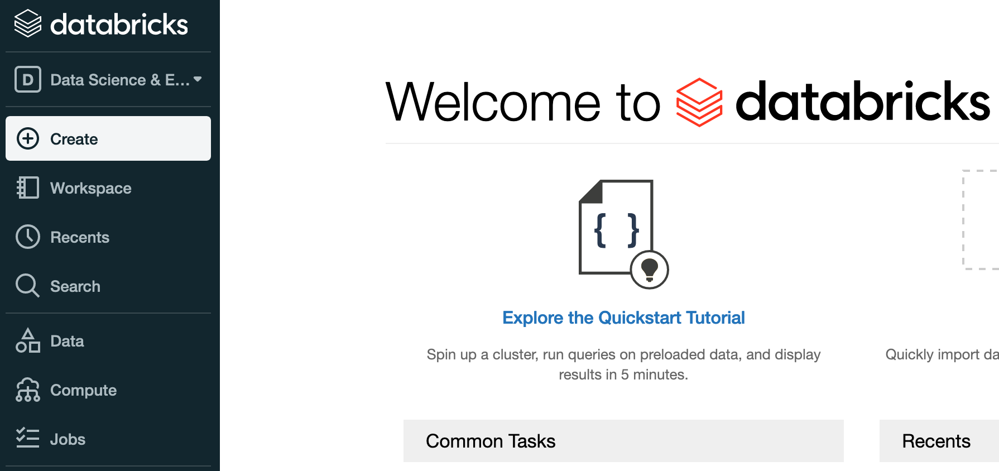 databricks
D Data Science & E...
Create
Workspace
Recents
Search
Data
Compute
Jobs
Welcome to databricks
{ }
Explore the Quickstart Tutorial
Spin up a cluster, run queries on preloaded data, and display
results in 5 minutes.
Quickly import da
Common Tasks
Recents